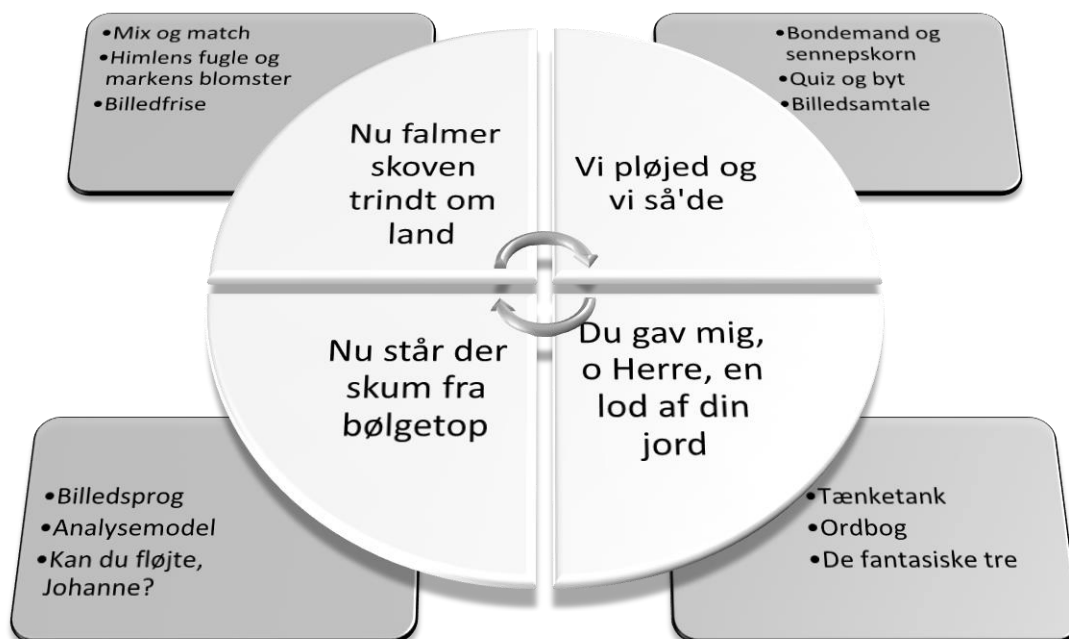 •Mix og match
•Himlens fugle og
markens blomster
•Billedfrise
•Bondemand og
sennepskorn
•Quiz og byt
•Billedsamtale
Nu falmer
skoven
trindt om
land
Vi pløjed og
vi så'de
Nu står der
skum fra
bølgetop
Du gav mig,
o Herre, en
lod af din
jord
•Billedsprog
•Analysemodel
•Kan du fløjte,
Johanne?
•Tænketank
•Ordbog
•De fantasiske tre